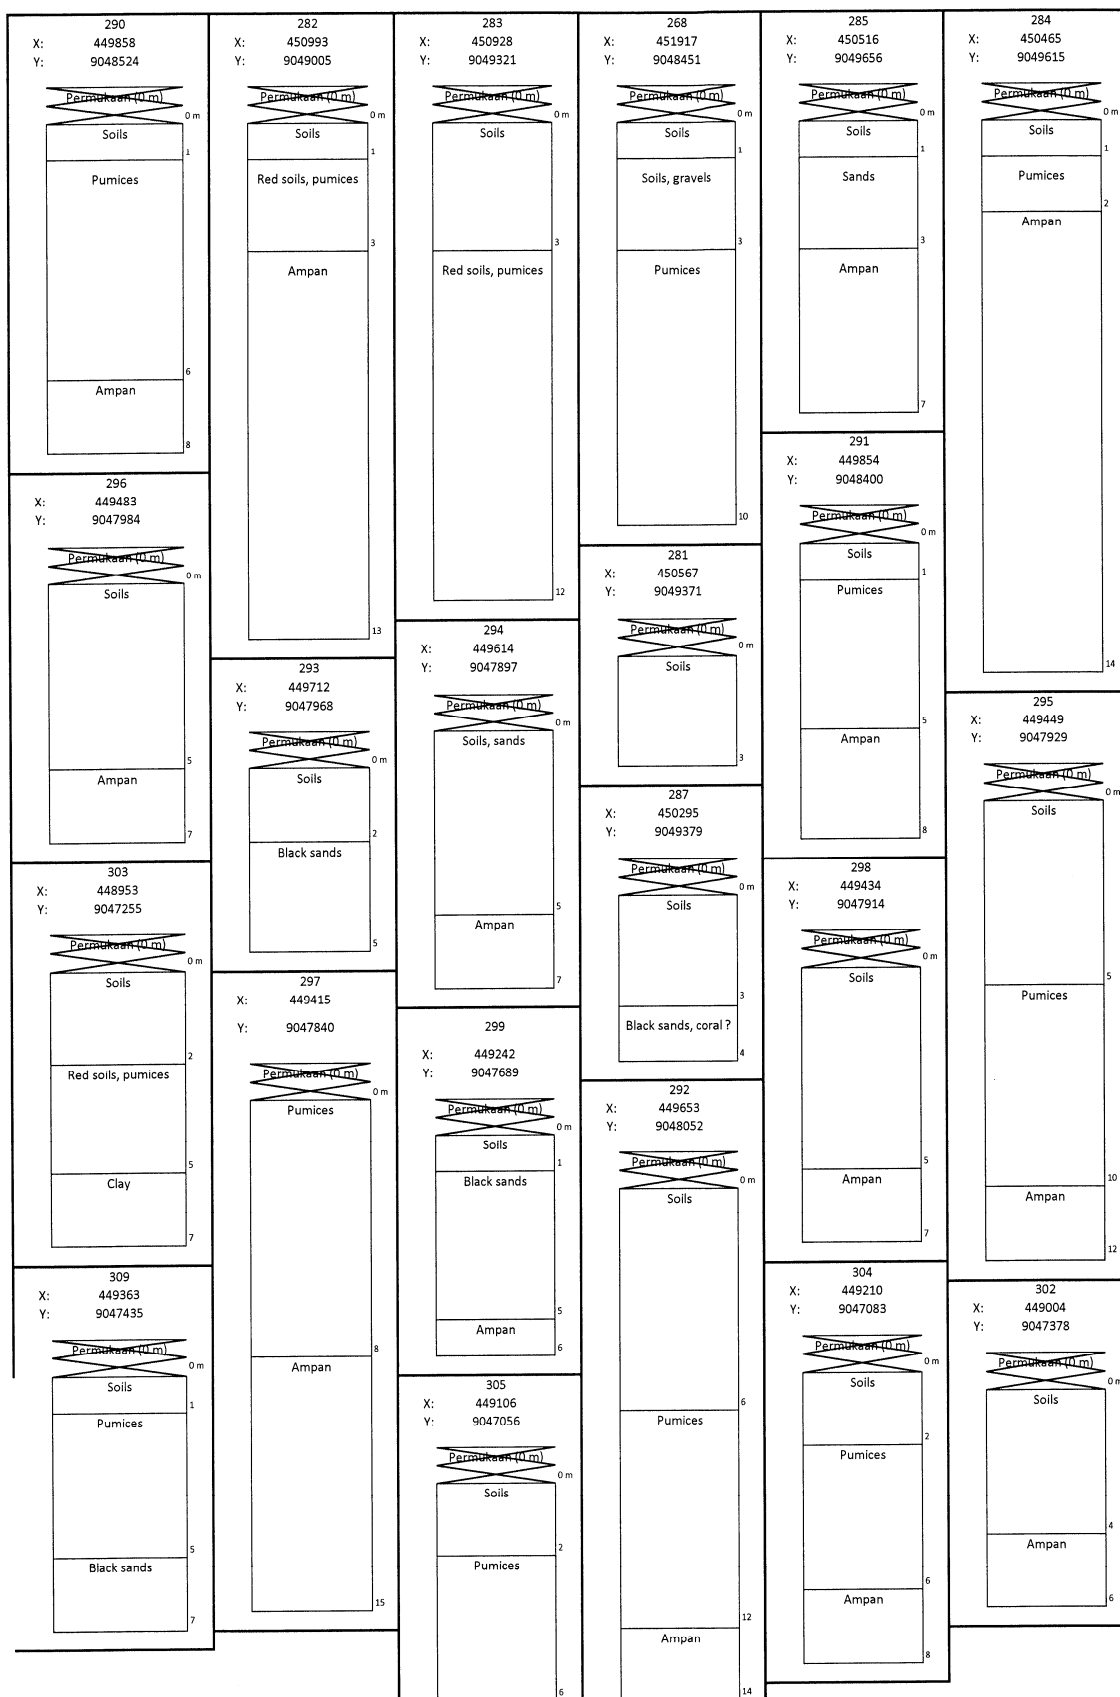 290
X: 449858
Y: 9048524
Permukaan (0 m)
0 m
Soils
1
Pumices
6
Ampan
8
296
X: 449483
Y: 9047984
Permukaan (0 m)
0 m
Soils
5
Ampan
7
303
X: 448953
Y: 9047255
Permukaan (0 m)
0 m
Soils
2
Red soils, pumices
5
Clay
7
309
X: 449363
Y: 9047435
Permukaan (0 m)
0 m
Soils
1
Pumices
5
Black sands
7
282
X: 450993
Y: 9049005
Permukaan (0 m)
0 m
Soils
1
Red soils, pumices
3
Ampan
13
293
X: 449712
Y: 9047968
Permukaan (0 m)
0 m
Soils
2
Black sands
5
297
X: 449415
Y: 9047840
Permukaan (0 m)
0 m
Pumices
8
Ampan
15
283
X: 450928
Y: 9049321
Permukaan (0 m)
0 m
Soils
3
Red soils, pumices
12
294
X: 449614
Y: 9047897
Permukaan (0 m)
0 m
Soils, sands
5
Ampan
7
299
X: 449242
Y: 9047689
Permukaan (0 m)
0 m
Soils
1
Black sands
5
Ampan
6
305
X: 449106
Y: 9047056
Permukaan (0 m)
0 m
Soils
2
Pumices
6
268
X: 451917
Y: 9048451
Permukaan (0 m)
0 m
Soils
1
Soils, gravels
3
Pumices
10
281
X: 450567
Y: 9049371
Permukaan (0 m)
0 m
Soils
3
287
X: 450295
Y: 9049379
Permukaan (0 m)
0 m
Soils
3
Black sands, coral ?
4
292
X: 449653
Y: 9048052
Permukaan (0 m)
0 m
Soils
6
Pumices
12
Ampan
14
285
X: 450516
Y: 9049656
Permukaan (0 m)
0 m
Soils
1
Sands
3
Ampan
7
291
X: 449854
Y: 9048400
Permukaan (0 m)
0 m
Soils
1
Pumices
5
Ampan
8
298
X: 449434
Y: 9047914
Permukaan (0 m)
0 m
Soils
5
Ampan
7
304
X: 449210
Y: 9047083
Permukaan (0 m)
0 m
Soils
2
Pumices
6
Ampan
8
284
X: 450465
Y: 9049615
Permukaan (0 m)
0 m
Soils
1
Pumices
2
Ampan
14
295
X: 449449
Y: 9047929
Permukaan (0 m)
0 m
Soils
5
Pumices
10
Ampan
12
302
X: 449004
Y: 9047378
Permukaan (0 m)
0 m
Soils
4
Ampan
6